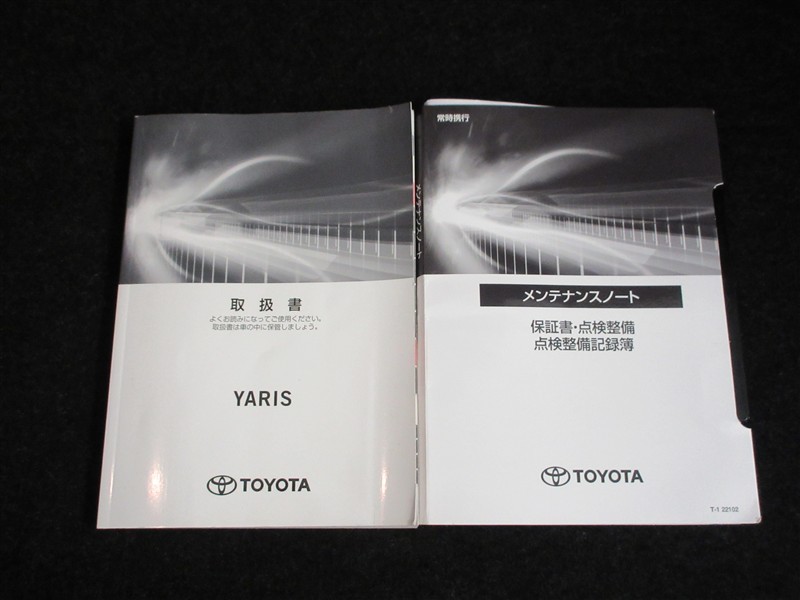 取扱書
よくお読みになってご使用ください。
取扱書は車の中に保管しましょう。
YARIS
TOYOTA
メンテナンスノート
常時携行
メンテナンスノート
保証書・点検整備
点検整備記録簿
TOYOTA
T-1 22102